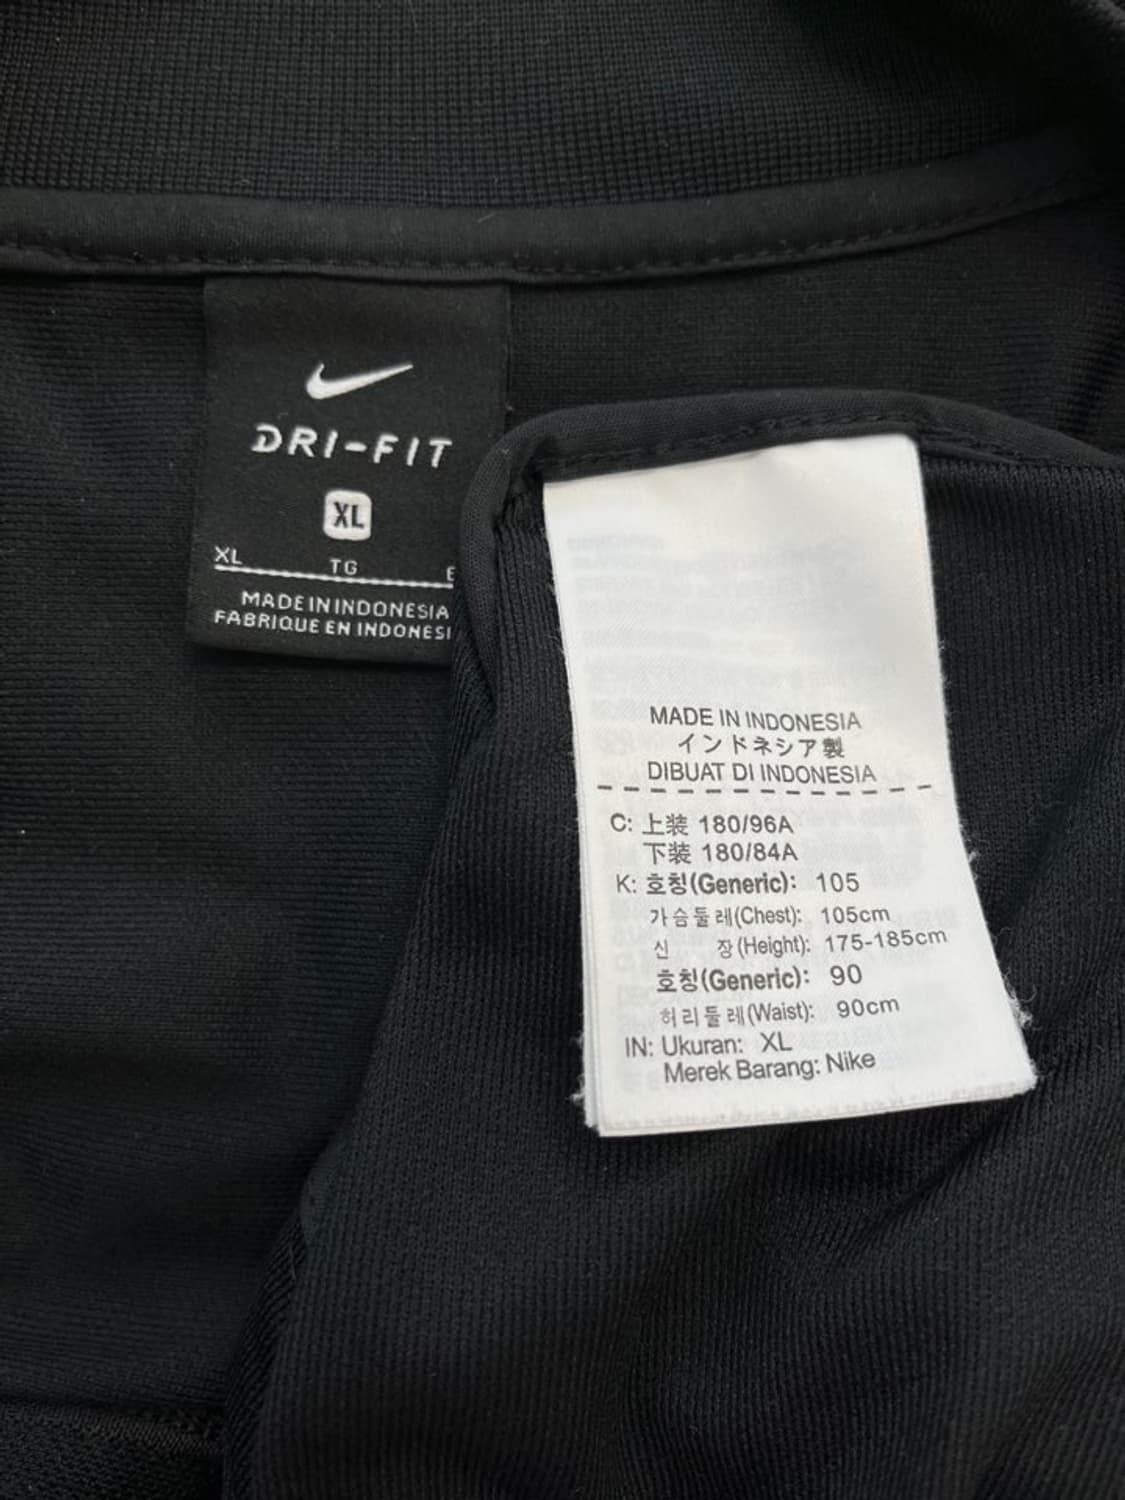 DRI-FIT
XL
XL TG E
MADE IN INDONESIA
FABRIQUE EN INDONESI
MADE IN INDONESIA
インドネシア製
DIBUAT DI INDONESIA
C: 上装 180/96A
下装 180/84A
K: 호칭(Generic): 105
가슴둘레(Chest): 105cm
신 장(Height): 175-185cm
호칭(Generic): 90
허리둘레(Waist): 90cm
IN: Ukuran: XL
Merek Barang: Nike